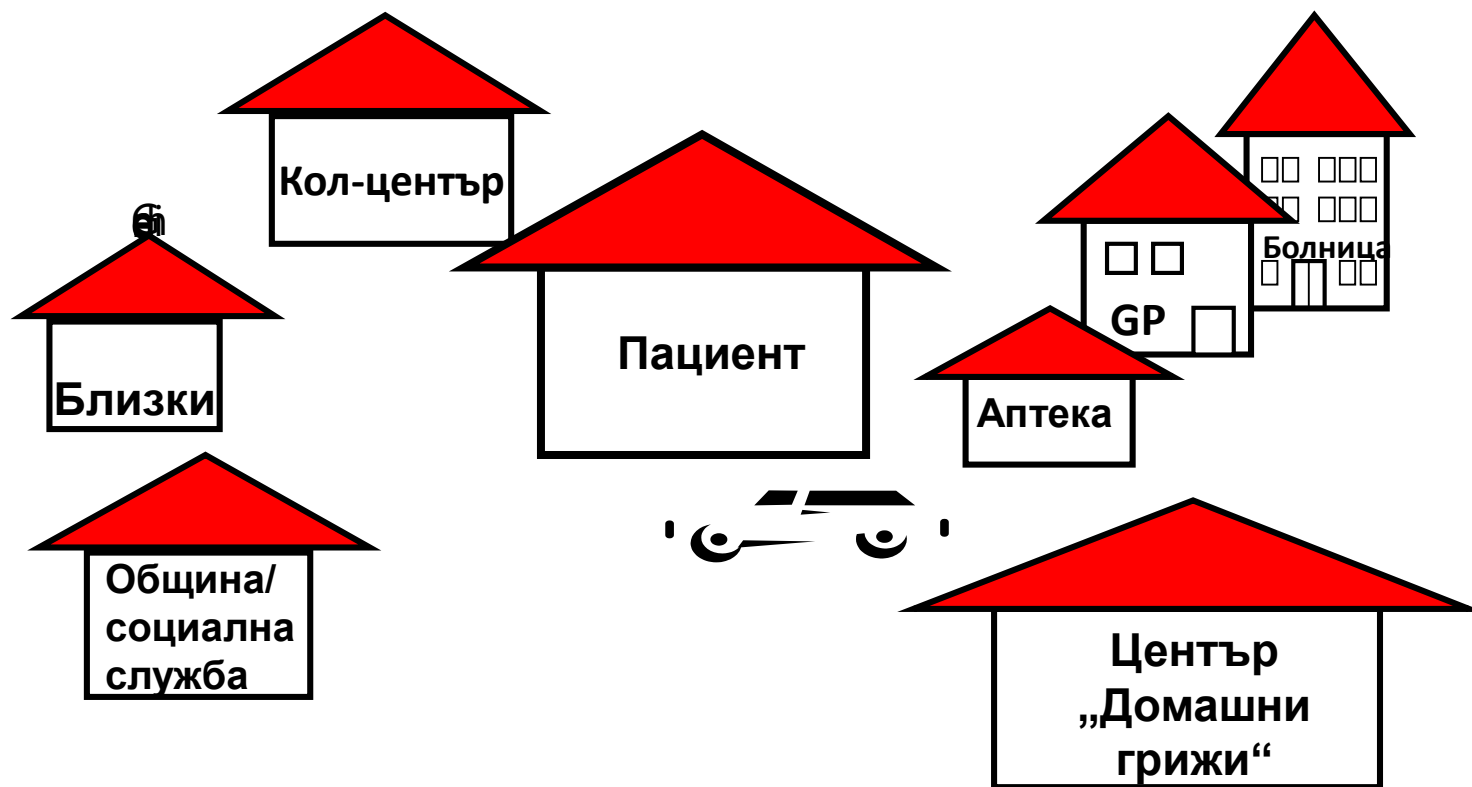 Кол-център
Близки
Пациент
Болница
GP
Аптека
Община/
социална
служба
Център
„Домашни
грижи“